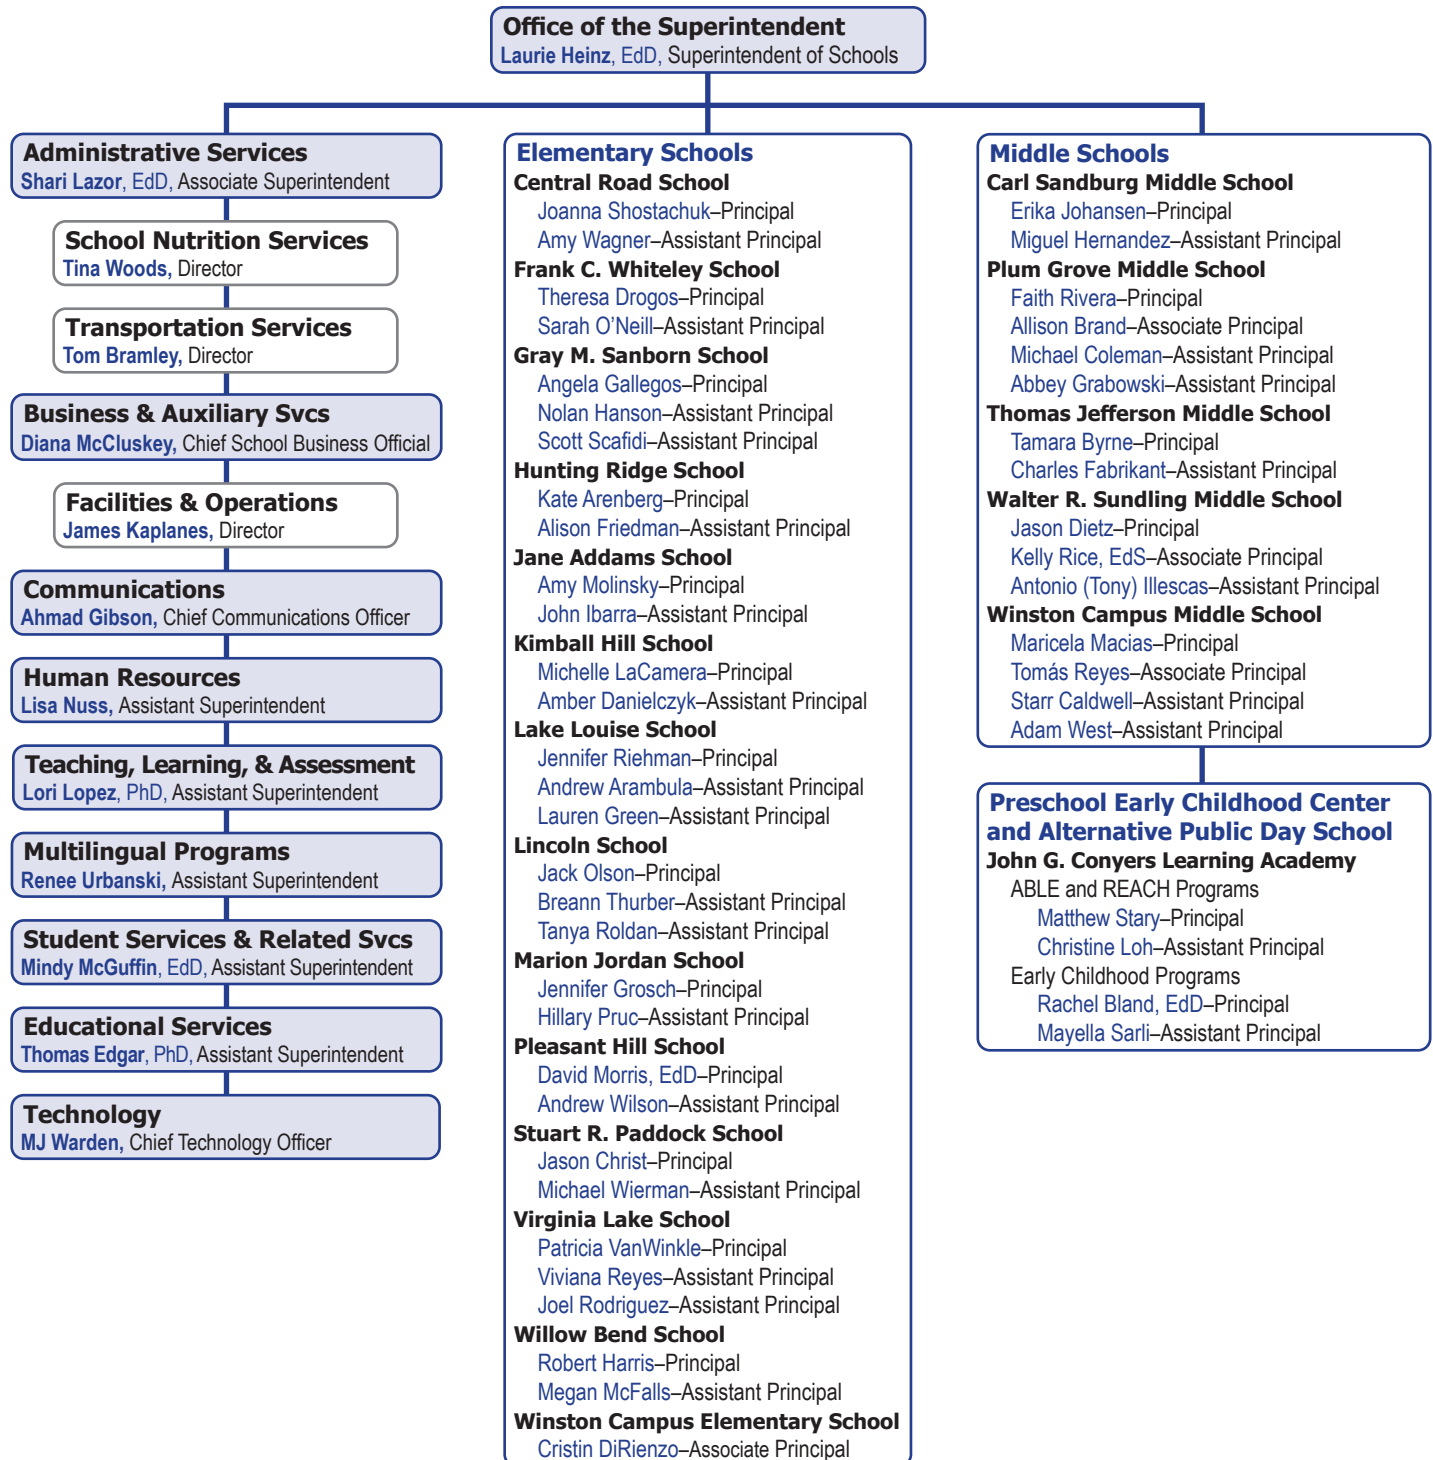 Office of the Superintendent
Laurie Heinz, EdD, Superintendent of Schools
Administrative Services
Shari Lazor, EdD, Associate Superintendent
School Nutrition Services
Tina Woods, Director
Transportation Services
Tom Bramley, Director
Business & Auxiliary Svcs
Diana McCluskey, Chief School Business Official
Facilities & Operations
James Kaplanes, Director
Communications
Ahmad Gibson, Chief Communications Officer
Human Resources
Lisa Nuss, Assistant Superintendent
Teaching, Learning, & Assessment
Lori Lopez, PhD, Assistant Superintendent
Multilingual Programs
Renee Urbanski, Assistant Superintendent
Student Services & Related Svcs
Mindy McGuffin, EdD, Assistant Superintendent
Educational Services
Thomas Edgar, PhD, Assistant Superintendent
Technology
MJ Warden, Chief Technology Officer
Elementary Schools
Central Road School
Joanna Shostachuk–Principal
Amy Wagner–Assistant Principal
Frank C. Whiteley School
Theresa Drogos–Principal
Sarah O’Neill–Assistant Principal
Gray M. Sanborn School
Angela Gallegos–Principal
Nolan Hanson–Assistant Principal
Scott Scafidi–Assistant Principal
Hunting Ridge School
Kate Arenberg–Principal
Alison Friedman–Assistant Principal
Jane Addams School
Amy Molinsky–Principal
John Ibarra–Assistant Principal
Kimball Hill School
Michelle LaCamera–Principal
Amber Danielczyk–Assistant Principal
Lake Louise School
Jennifer Riehman–Principal
Andrew Arambula–Assistant Principal
Lauren Green–Assistant Principal
Lincoln School
Jack Olson–Principal
Breann Thurber–Assistant Principal
Tanya Roldan–Assistant Principal
Marion Jordan School
Jennifer Grosch–Principal
Hillary Pruc–Assistant Principal
Pleasant Hill School
David Morris, EdD–Principal
Andrew Wilson–Assistant Principal
Stuart R. Paddock School
Jason Christ–Principal
Michael Wierman–Assistant Principal
Virginia Lake School
Patricia VanWinkle–Principal
Viviana Reyes–Assistant Principal
Joel Rodriguez–Assistant Principal
Willow Bend School
Robert Harris–Principal
Megan McFalls–Assistant Principal
Winston Campus Elementary School
Cristin DiRienzo–Associate Principal
Middle Schools
Carl Sandburg Middle School
Erika Johansen–Principal
Miguel Hernandez–Assistant Principal
Plum Grove Middle School
Faith Rivera–Principal
Allison Brand–Associate Principal
Michael Coleman–Assistant Principal
Abbey Grabowski–Assistant Principal
Thomas Jefferson Middle School
Tamara Byrne–Principal
Charles Fabrikant–Assistant Principal
Walter R. Sundling Middle School
Jason Dietz–Principal
Kelly Rice, EdS–Associate Principal
Antonio (Tony) Illescas–Assistant Principal
Winston Campus Middle School
Maricela Macias–Principal
Tomás Reyes–Associate Principal
Starr Caldwell–Assistant Principal
Adam West–Assistant Principal
Preschool Early Childhood Center
and Alternative Public Day School
John G. Conyers Learning Academy
ABLE and REACH Programs
Matthew Stary–Principal
Christine Loh–Assistant Principal
Early Childhood Programs
Rachel Bland, EdD–Principal
Mayella Sarli–Assistant Principal